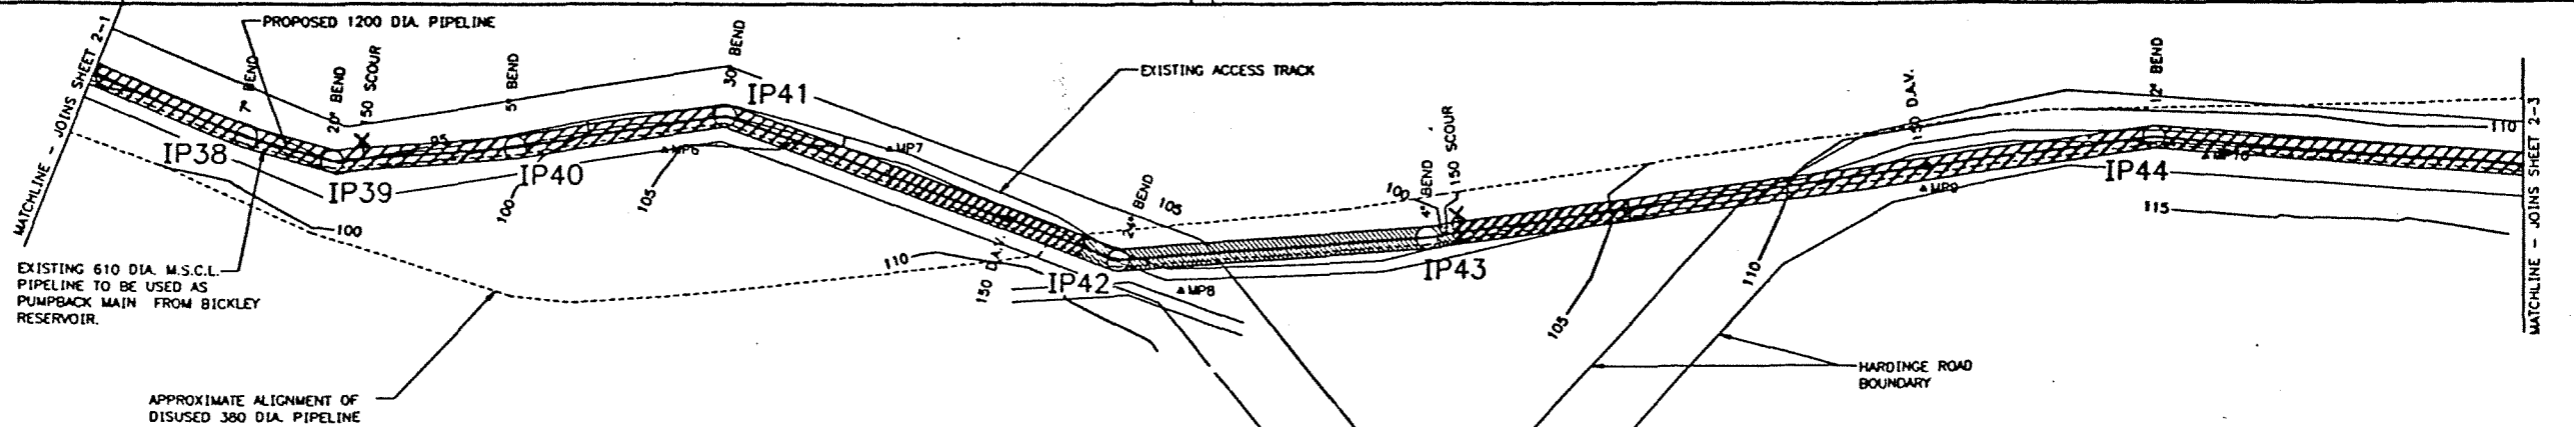 PROPOSED 1200 DIA. PIPELINE
MATCHLINE - JOINS SHEET 2-1
7° BEND
20° BEND
150 SCOUR
5° BEND
30° BEND
EXISTING ACCESS TRACK
IP38
IP39
IP40
IP41
95
MP6
MP7
100
100
105
EXISTING 610 DIA. M.S.C.L.
PIPELINE TO BE USED AS
PUMPBACK MAIN FROM BICKLEY
RESERVOIR.
APPROXIMATE ALIGNMENT OF
DISUSED 380 DIA. PIPELINE
110
150 D.A.V.
IP42
24° BEND
105
MP8
100
4° BEND
150 SCOUR
IP43
105
110
150 D.A.V.
MP9
12° BEND
IP44
MP10
110
115
HARDINGE ROAD
BOUNDARY
MATCHLINE - JOINS SHEET 2-3